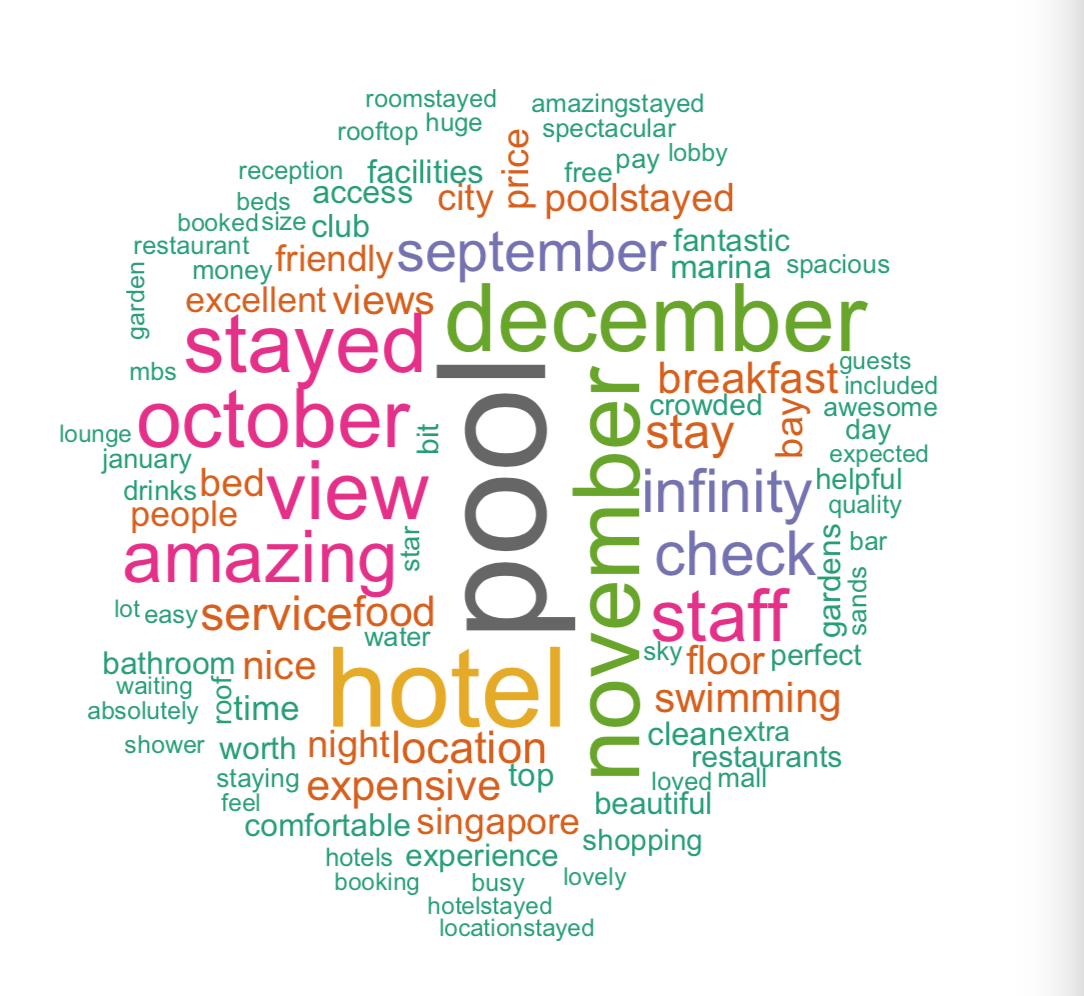 roomstayed amazingstayed
rooftop huge spectacular
price
reception facilities free pay lobby
beds access city poolstayed
booked size club
restaurant friendly september fantastic
garden money marina spacious
excellent views december
stayed
mbs pool november breakfast guests
included
october bit crowded bay awesome
lounge stay day
january expected
drinks bed view infinity helpful
people quality
amazing star check gardens bar
sands
lot easy service food staff
water
bathroom nice hotel sky floor perfect
waiting roof
absolutely time swimming
shower worth night location clean extra
restaurants
staying expensive top loved mall
feel beautiful
comfortable singapore
shopping
hotels experience
booking busy lovely
hotelstayed
locationstayed